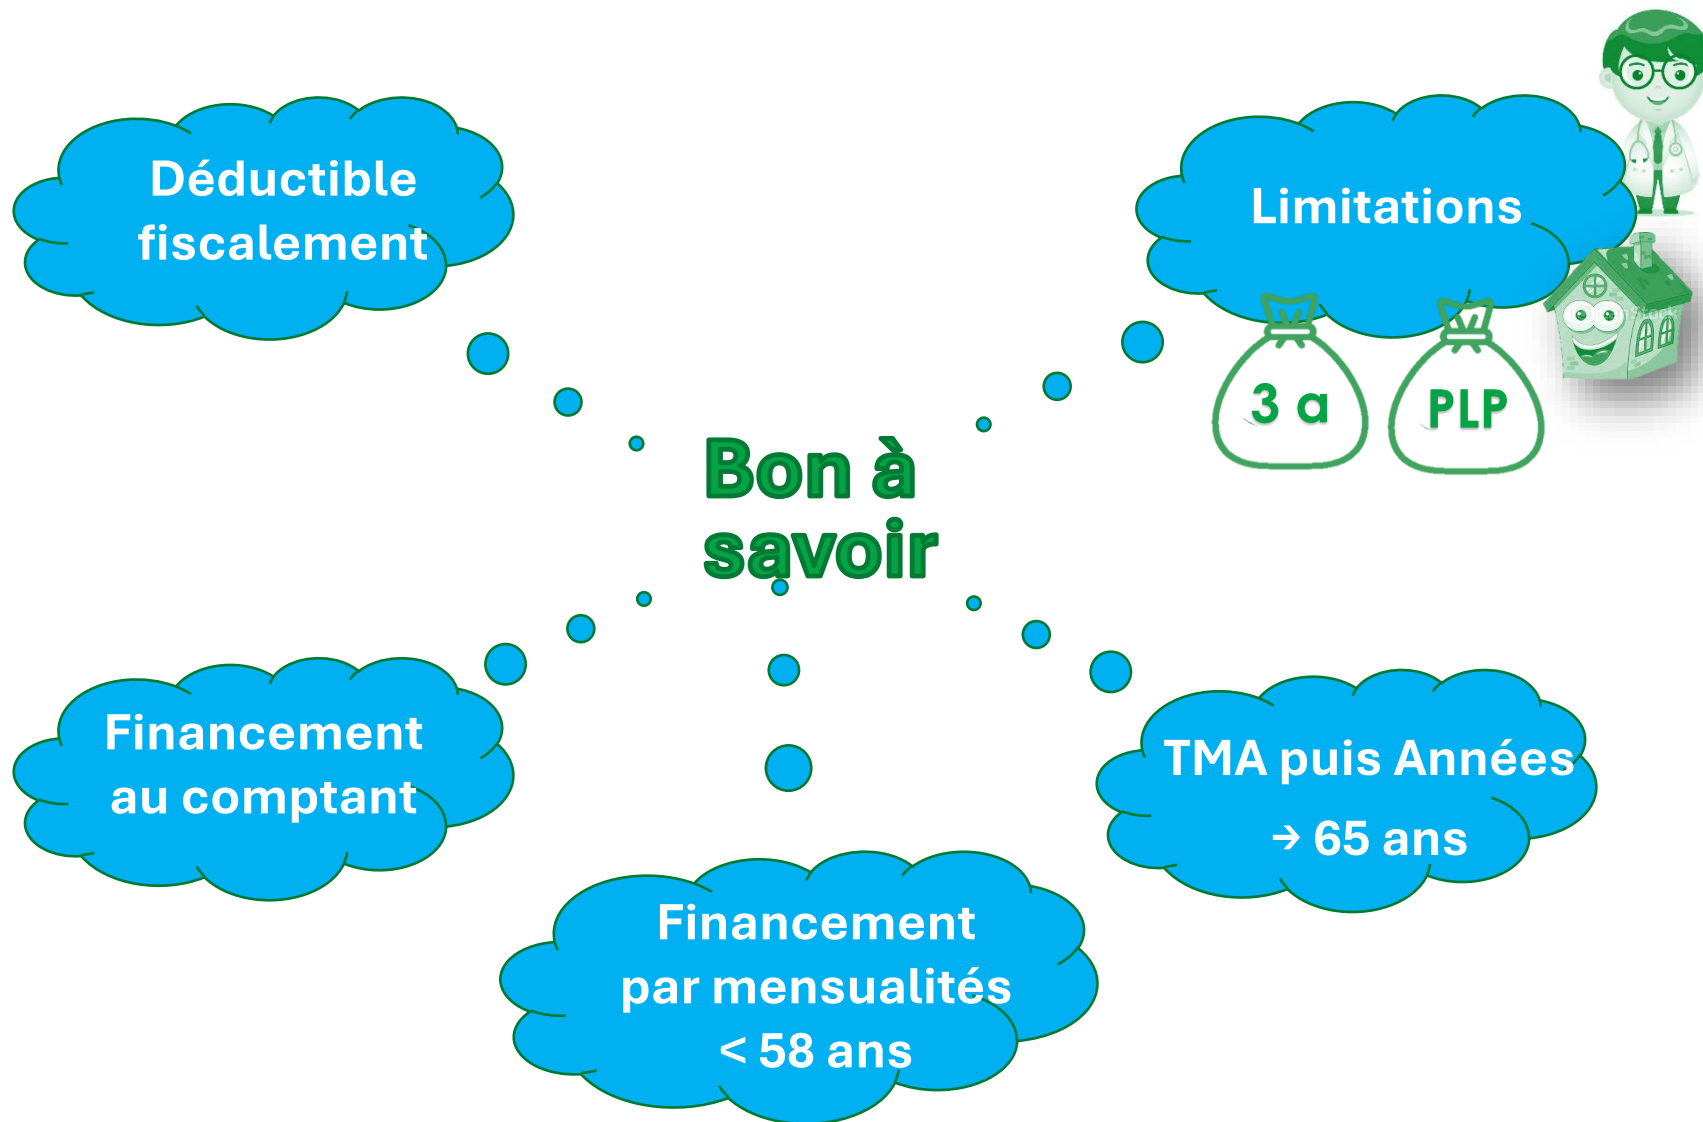 Déductible
fiscalement
Limitations
3 a
PLP
Bon à
savoir
Financement
au comptant
TMA puis Années
→ 65 ans
Financement
par mensualités
< 58 ans